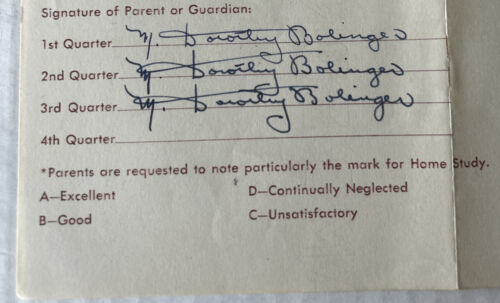 Signature of Parent or Guardian:
1st Quarter M. Dorothy Bolinger
2nd Quarter M. Dorothy Bolinger
3rd Quarter M. Dorothy Bolinger
4th Quarter
*Parents are requested to note particularly the mark for Home Study.
A—Excellent D—Continually Neglected
B—Good C—Unsatisfactory